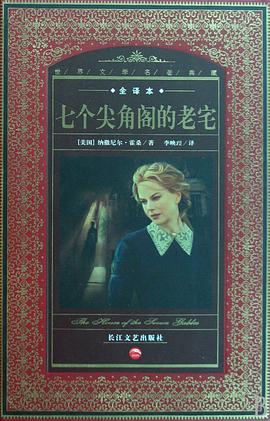 世界文学名著典藏
全译本
七个尖角阁的老宅
[美国]纳撒尼尔·霍桑/著 李映珵/译
The House of the Seven Gables
长江文艺出版社